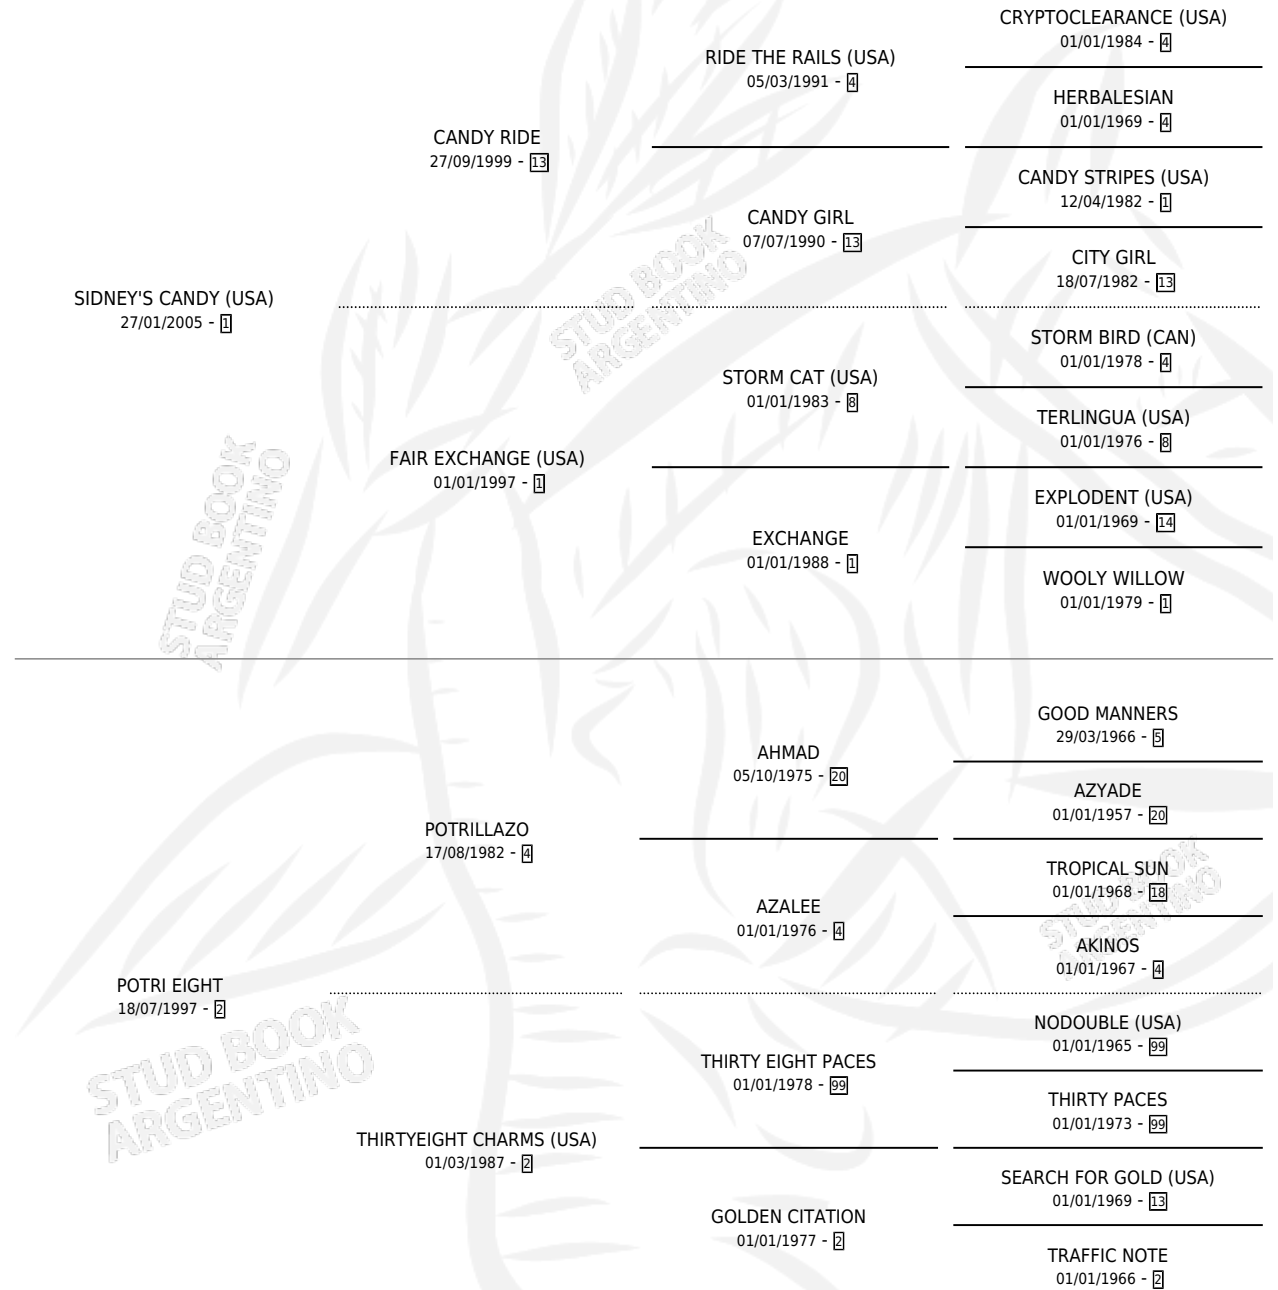 CRYPTOCLEARANCE (USA)
01/01/1984 - 4
RIDE THE RAILS (USA)
05/03/1991 - 4
HERBALESIAN
01/01/1969 - 4
CANDY RIDE
27/09/1999 - 13
CANDY STRIPES (USA)
12/04/1982 - 1
CANDY GIRL
07/07/1990 - 13
CITY GIRL
18/07/1982 - 13
SIDNEY'S CANDY (USA)
27/01/2005 - 1
STORM BIRD (CAN)
01/01/1978 - 4
STORM CAT (USA)
01/01/1983 - 8
TERLINGUA (USA)
01/01/1976 - 8
FAIR EXCHANGE (USA)
01/01/1997 - 1
EXPLODENT (USA)
01/01/1969 - 14
EXCHANGE
01/01/1988 - 1
WOOLY WILLOW
01/01/1979 - 1
STUD BOOK
ARGENTINO
STUD BOOK
ARGENTINO
GOOD MANNERS
29/03/1966 - 5
AHMAD
05/10/1975 - 20
AZYADE
01/01/1957 - 20
POTRILLAZO
17/08/1982 - 4
TROPICAL SUN
01/01/1968 - 18
AZALEE
01/01/1976 - 4
AKINOS
01/01/1967 - 4
STUD BOOK
ARGENTINO
POTRI EIGHT
18/07/1997 - 2
NODOUBLE (USA)
01/01/1965 - 99
THIRTY EIGHT PACES
01/01/1978 - 99
THIRTY PACES
01/01/1973 - 99
STUD BOOK
ARGENTINO
THIRTYEIGHT CHARMS (USA)
01/03/1987 - 2
SEARCH FOR GOLD (USA)
01/01/1969 - 13
GOLDEN CITATION
01/01/1977 - 2
TRAFFIC NOTE
01/01/1966 - 2